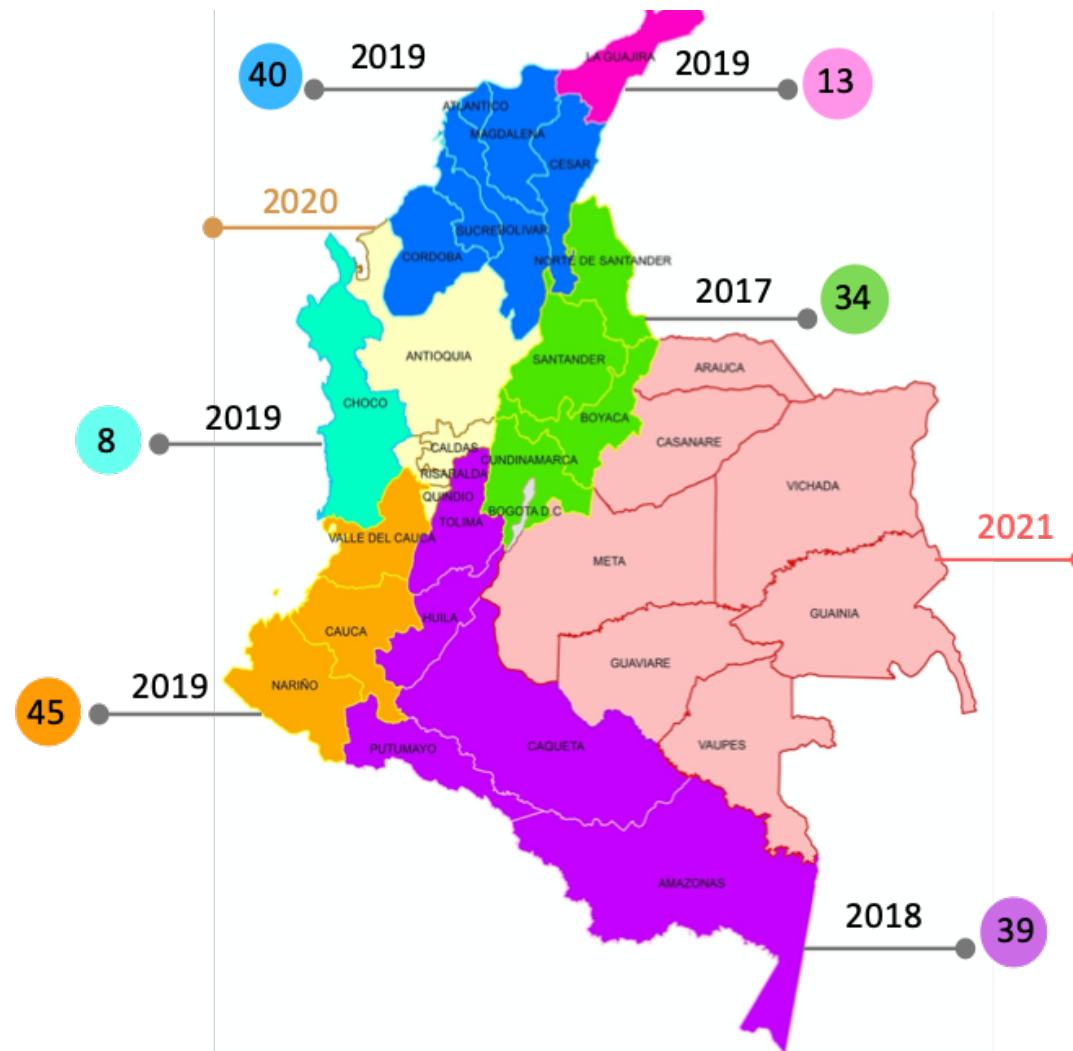 LA GUAJIRA
2019
2019
40
13
ATLANTICO
MAGDALENA
CESAR
2020
SUCRE
BOLIVAR
CORDOBA
NORTE DE SANTANDER
2017
34
ANTIOQUIA
SANTANDER
ARAUCA
CHOCO
2019
8
BOYACA
CASANARE
CALDAS
CUNDINAMARCA
RISARALDA
VICHADA
QUINDIO
BOGOTA D.C
TOLIMA
2021
VALLE DEL CAUCA
META
GUAINIA
HUILA
CAUCA
GUAVIARE
NARIÑO
2019
45
VAUPES
PUTUMAYO
CAQUETA
AMAZONAS
2018
39